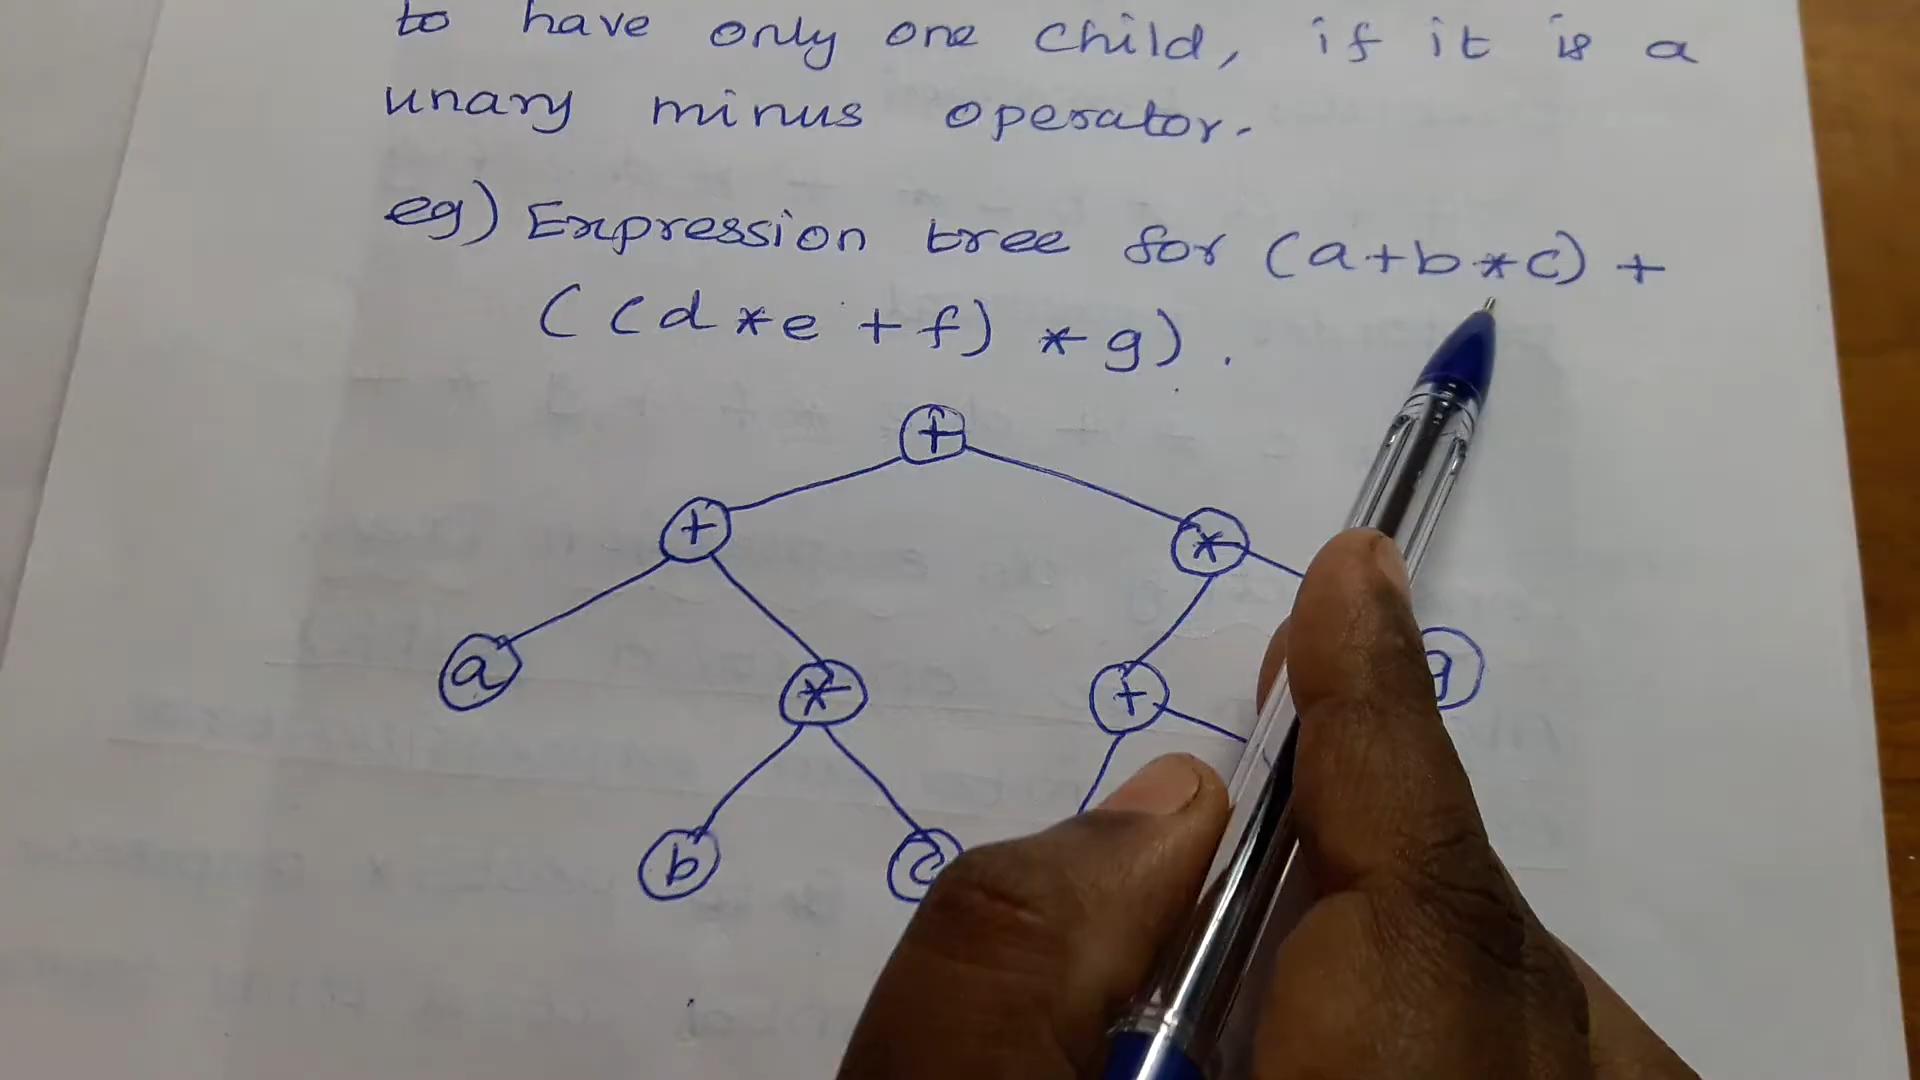 to have only one child, if it is a
unary minus operator.
eg) Expression tree for (a+b*c) +
((d*e + f) * g).
+
+ *
a * + g
b c